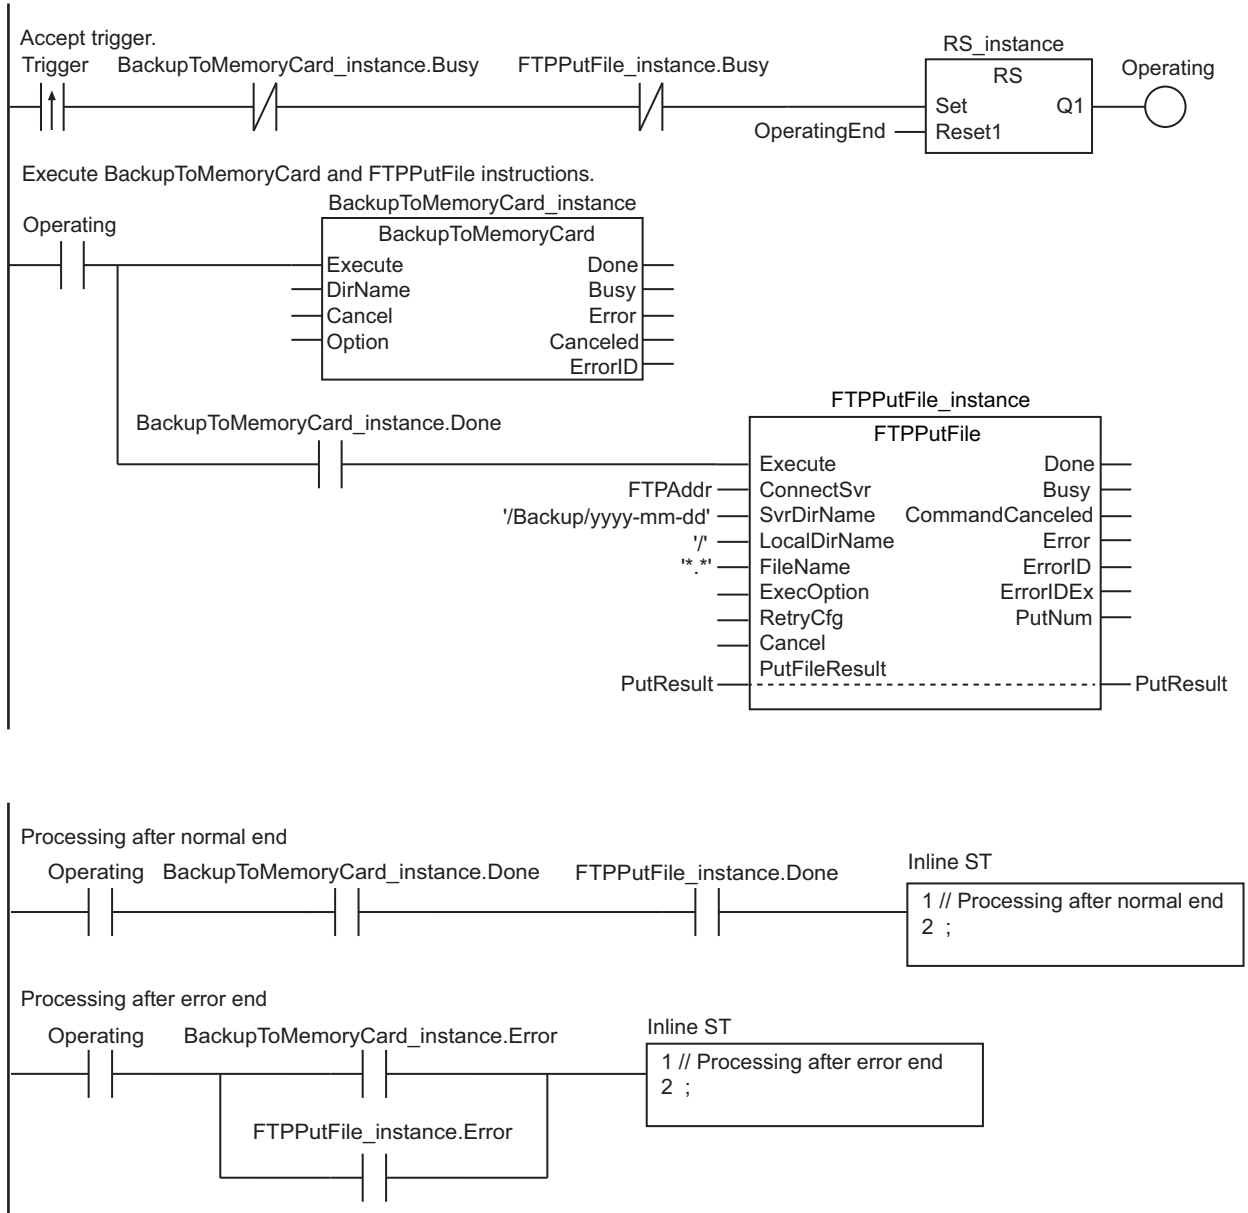 Accept trigger.
Trigger BackupToMemoryCard_instance.Busy FTPPutFile_instance.Busy
RS_instance
RS
Operating
Set Q1
OperatingEnd Reset1
Execute BackupToMemoryCard and FTPPutFile instructions.
BackupToMemoryCard_instance
Operating
BackupToMemoryCard
Execute Done
DirName Busy
Cancel Error
Option Canceled
ErrorID
FTPPutFile_instance
BackupToMemoryCard_instance.Done
FTPPutFile
Execute Done
FTPAddr ConnectSvr Busy
'/Backup/yyyy-mm-dd' SvrDirName CommandCanceled
'/' LocalDirName Error
'*.*' FileName ErrorID
ExecOption ErrorIDEx
RetryCfg PutNum
Cancel
PutFileResult
PutResult PutResult
Processing after normal end
Operating BackupToMemoryCard_instance.Done FTPPutFile_instance.Done
Inline ST
1 // Processing after normal end
2 ;
Processing after error end
Operating BackupToMemoryCard_instance.Error
Inline ST
1 // Processing after error end
2 ;
FTPPutFile_instance.Error